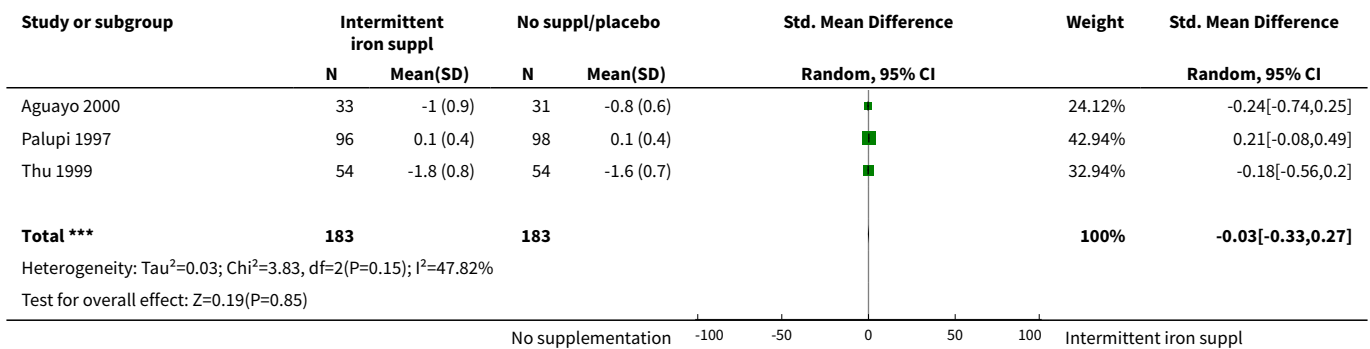 Study or subgroup Intermittent iron suppl No suppl/placebo Std. Mean Difference Weight Std. Mean Difference
N Mean(SD) N Mean(SD) Random, 95% CI Random, 95% CI
Aguayo 2000 33 -1 (0.9) 31 -0.8 (0.6) 24.12% -0.24[-0.74,0.25]
Palupi 1997 96 0.1 (0.4) 98 0.1 (0.4) 42.94% 0.21[-0.08,0.49]
Thu 1999 54 -1.8 (0.8) 54 -1.6 (0.7) 32.94% -0.18[-0.56,0.2]
Total *** 183 183 100% -0.03[-0.33,0.27]
Heterogeneity: Tau²=0.03; Chi²=3.83, df=2(P=0.15); I²=47.82%
Test for overall effect: Z=0.19(P=0.85)
No supplementation -100 -50 0 50 100 Intermittent iron suppl